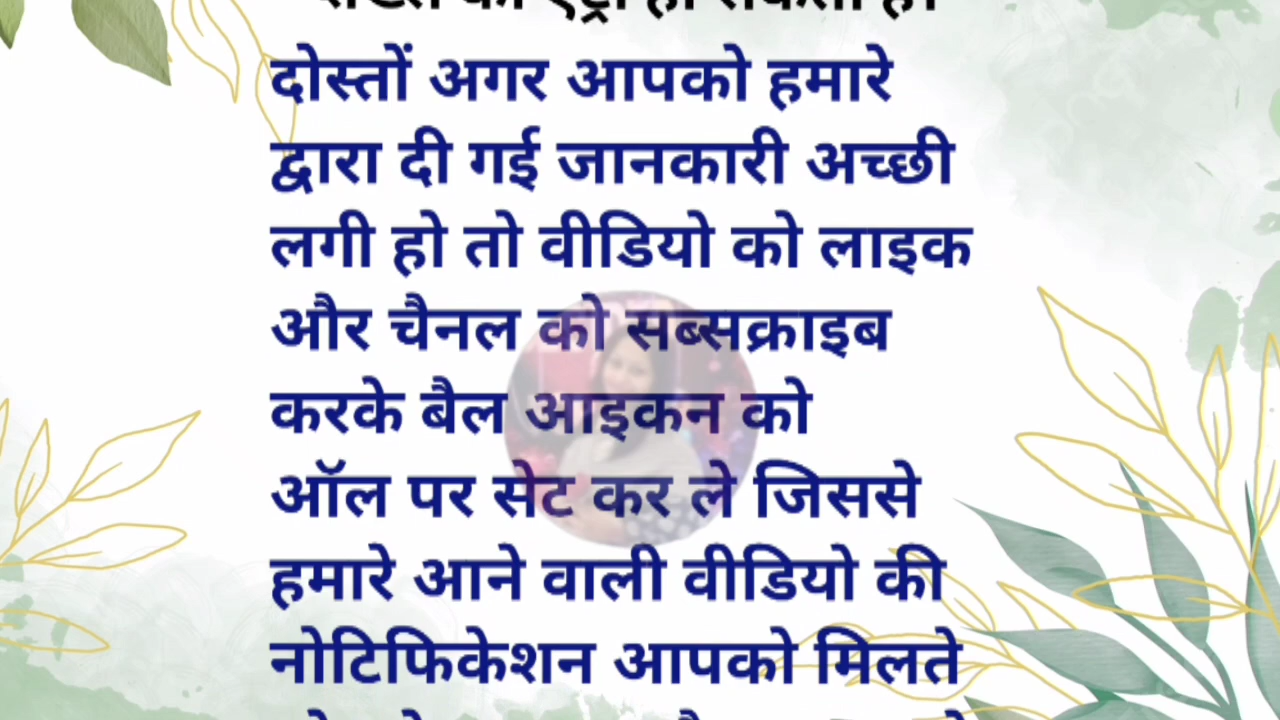 दोस्तों अगर आपको हमारे
द्वारा दी गई जानकारी अच्छी
लगी हो तो वीडियो को लाइक
और चैनल को सब्सक्राइब
करके बैल आइकन को
ऑल पर सेट कर ले जिससे
हमारे आने वाली वीडियो की
नोटिफिकेशन आपको मिलते